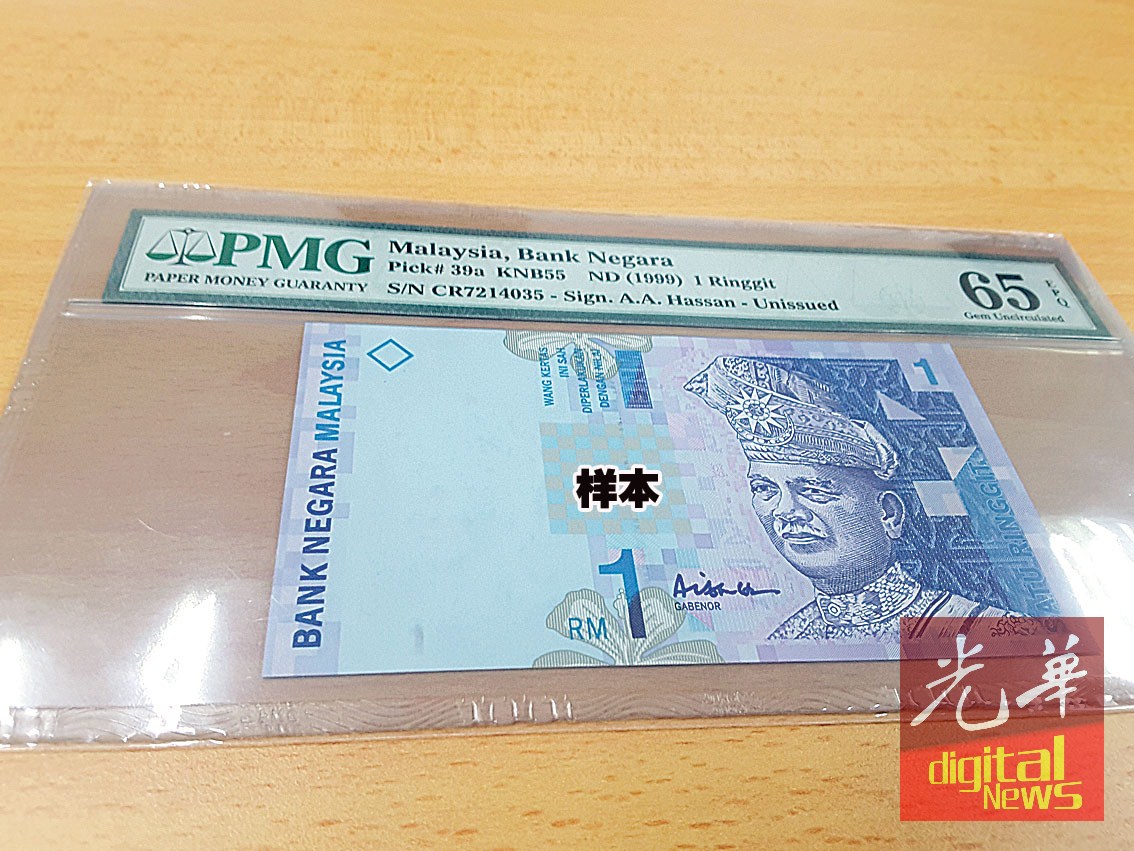 PMG
PAPER MONEY GUARANTY
Malaysia, Bank Negara
Pick# 39a KNB55 ND (1999) 1 Ringgit
S/N CR7214035 - Sign. A.A. Hassan - Unissued
65 EPQ
Gem Uncirculated
BANK NEGARA MALAYSIA
WANG KERTAS
INI SAH
DIPERLAKUKAN
DENGAN NILAI
1
样本
RM 1
GABENOR
SATU RINGGIT
光華
digital
News